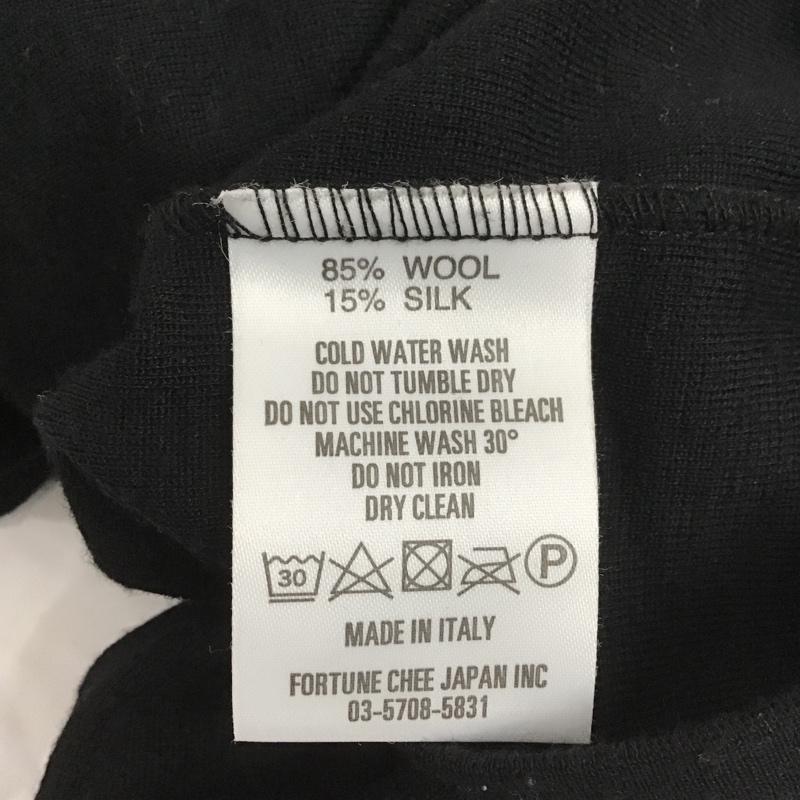 85% WOOL
15% SILK
COLD WATER WASH
DO NOT TUMBLE DRY
DO NOT USE CHLORINE BLEACH
MACHINE WASH 30°
DO NOT IRON
DRY CLEAN
30 P
MADE IN ITALY
FORTUNE CHEE JAPAN INC
03-5708-5831